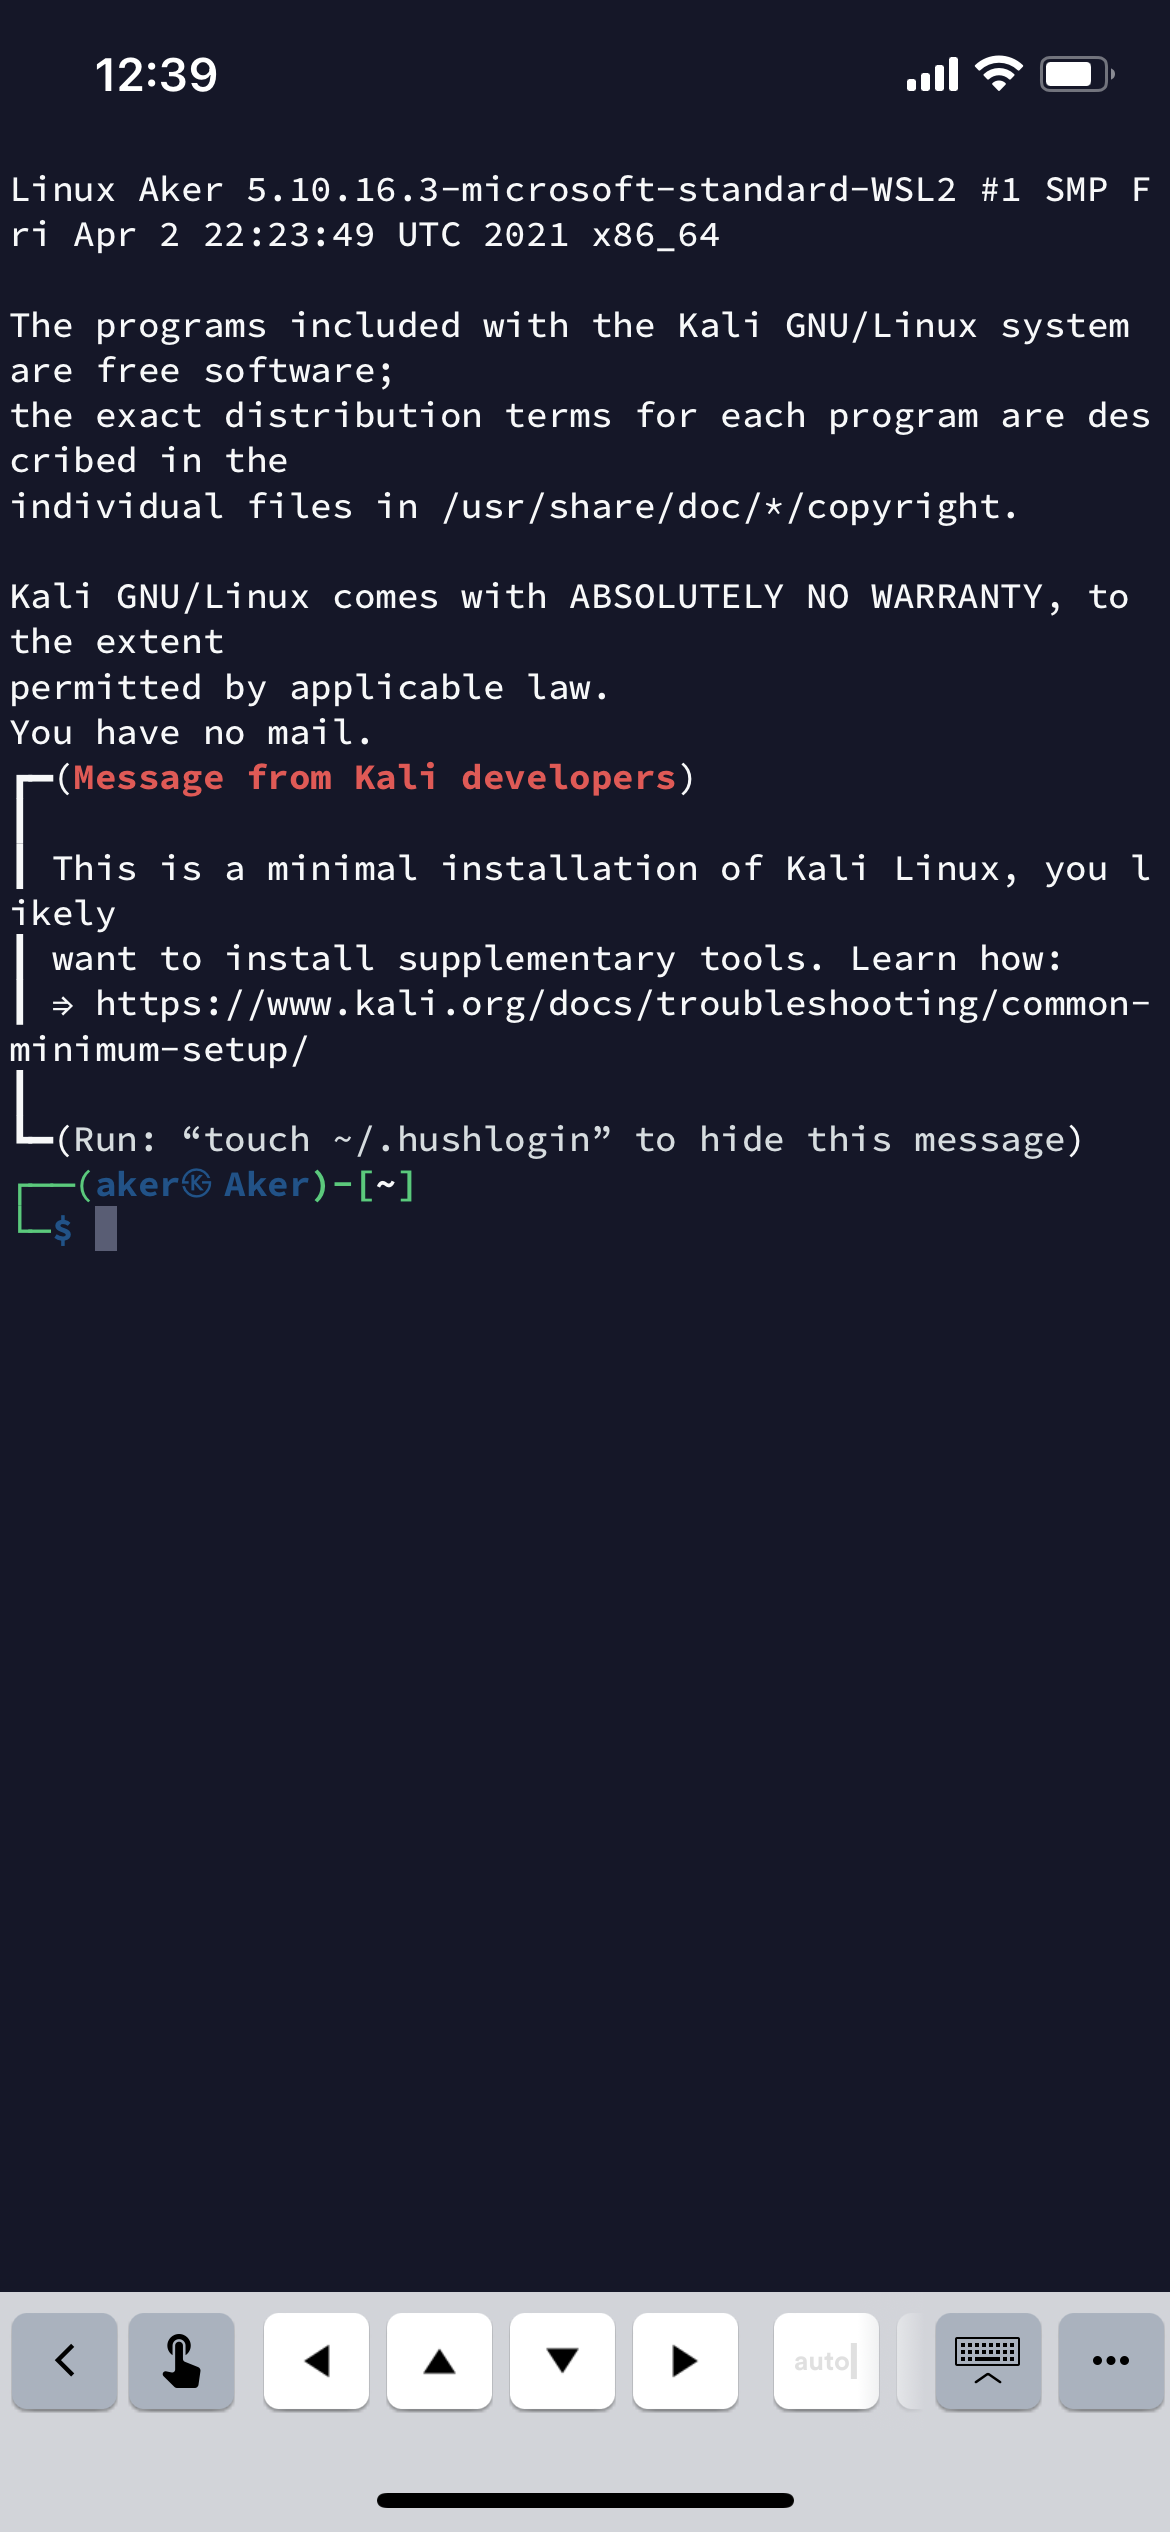 12:39
Linux Aker 5.10.16.3-microsoft-standard-WSL2 #1 SMP F
ri Apr 2 22:23:49 UTC 2021 x86_64
The programs included with the Kali GNU/Linux system
are free software;
the exact distribution terms for each program are des
cribed in the
individual files in /usr/share/doc/*/copyright.
Kali GNU/Linux comes with ABSOLUTELY NO WARRANTY, to
the extent
permitted by applicable law.
You have no mail.
┏━(Message from Kali developers)
┃
┃ This is a minimal installation of Kali Linux, you l
ikely
┃ want to install supplementary tools. Learn how:
┃ ⇒ https://www.kali.org/docs/troubleshooting/common-
minimum-setup/
┃
┗━(Run: “touch ~/.hushlogin” to hide this message)
┌──(aker㉿Aker)-[~]
└─$
auto